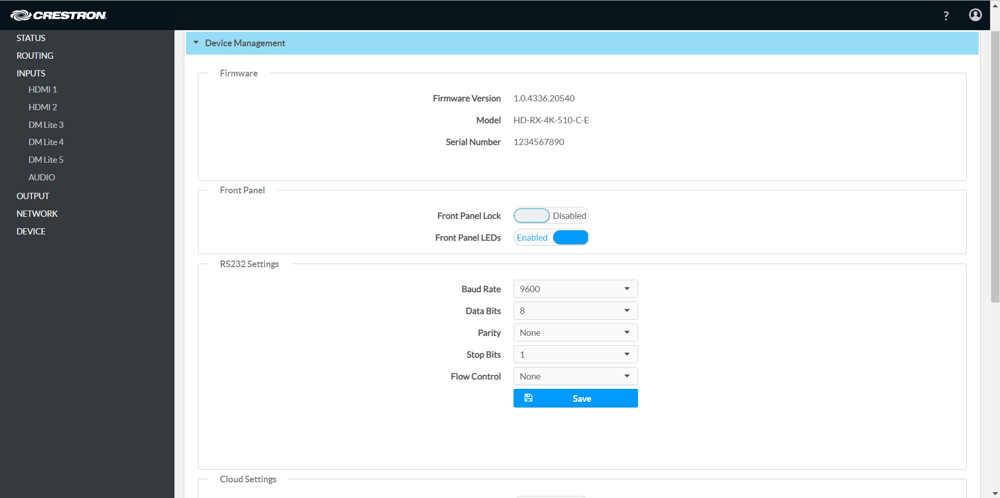 CRESTRON
?
STATUS
ROUTING
INPUTS
HDMI 1
HDMI 2
DM Lite 3
DM Lite 4
DM Lite 5
AUDIO
OUTPUT
NETWORK
DEVICE
Device Management
Firmware
Firmware Version 1.0.4336.20540
Model HD-RX-4K-510-C-E
Serial Number 1234567890
Front Panel
Front Panel Lock Disabled
Front Panel LEDs Enabled
RS232 Settings
Baud Rate 9600
Data Bits 8
Parity None
Stop Bits 1
Flow Control None
Save
Cloud Settings